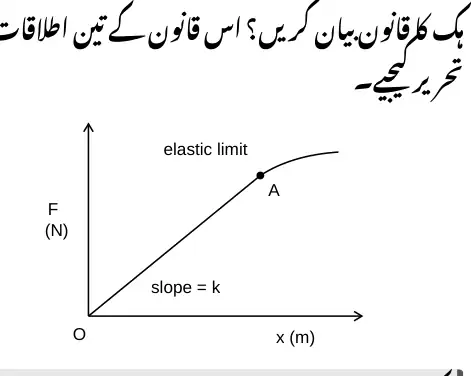 ہک کا قانون بیان کریں؟ اس قانون کے تین اطلاقات
تحریر کیجیے۔
elastic limit
A
F
(N)
slope = k
O
x (m)